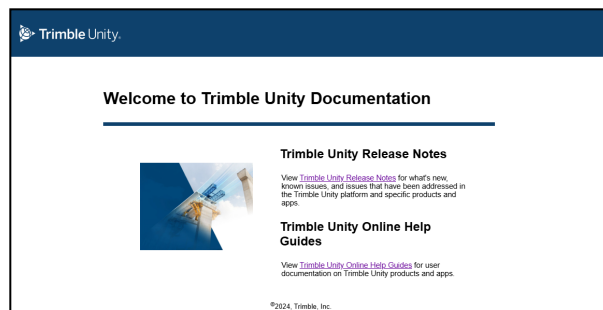 Trimble Unity.
Welcome to Trimble Unity Documentation
Trimble Unity Release Notes
View Trimble Unity Release Notes for what's new,
known issues, and issues that have been addressed in
the Trimble Unity platform and specific products and
apps.
Trimble Unity Online Help
Guides
View Trimble Unity Online Help Guides for user
documentation on Trimble Unity products and apps.
©2024, Trimble, Inc.